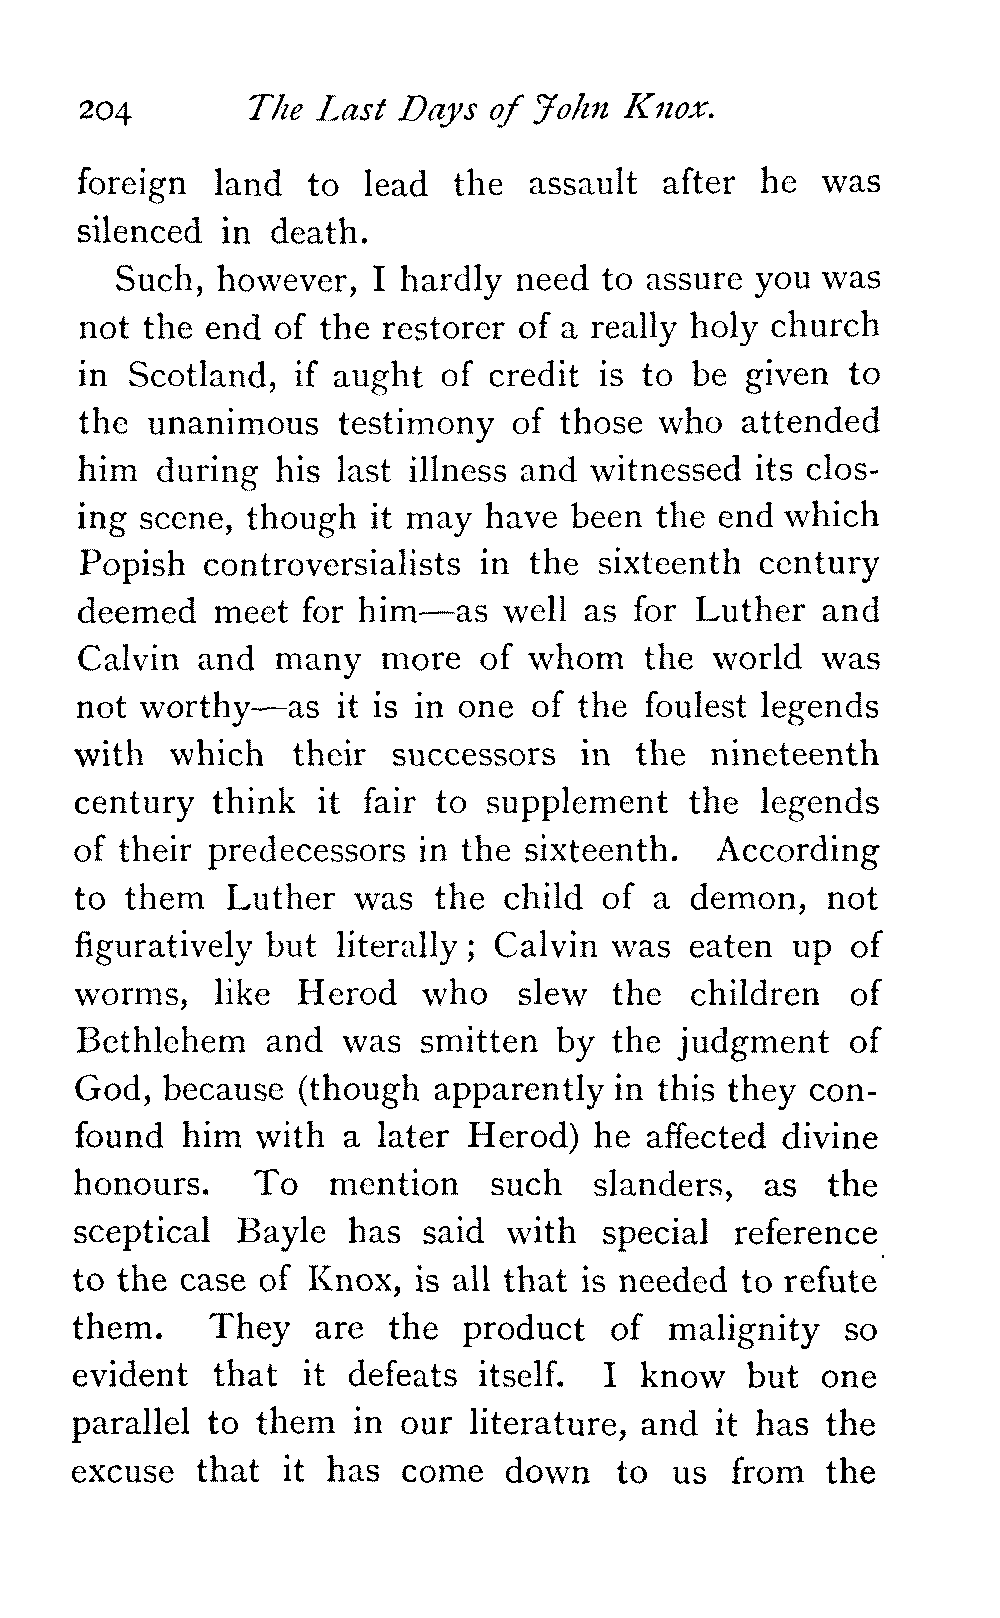 204 The Last Days of John Knox.
foreign land to lead the assault after he was
silenced in death.
Such, however, I hardly need to assure you was
not the end of the restorer of a really holy church
in Scotland, if aught of credit is to be given to
the unanimous testimony of those who attended
him during his last illness and witnessed its clos-
ing scene, though it may have been the end which
Popish controversialists in the sixteenth century
deemed meet for him—as well as for Luther and
Calvin and many more of whom the world was
not worthy—as it is in one of the foulest legends
with which their successors in the nineteenth
century think it fair to supplement the legends
of their predecessors in the sixteenth. According
to them Luther was the child of a demon, not
figuratively but literally; Calvin was eaten up of
worms, like Herod who slew the children of
Bethlehem and was smitten by the judgment of
God, because (though apparently in this they con-
found him with a later Herod) he affected divine
honours. To mention such slanders, as the
sceptical Bayle has said with special reference
to the case of Knox, is all that is needed to refute
them. They are the product of malignity so
evident that it defeats itself. I know but one
parallel to them in our literature, and it has the
excuse that it has come down to us from the